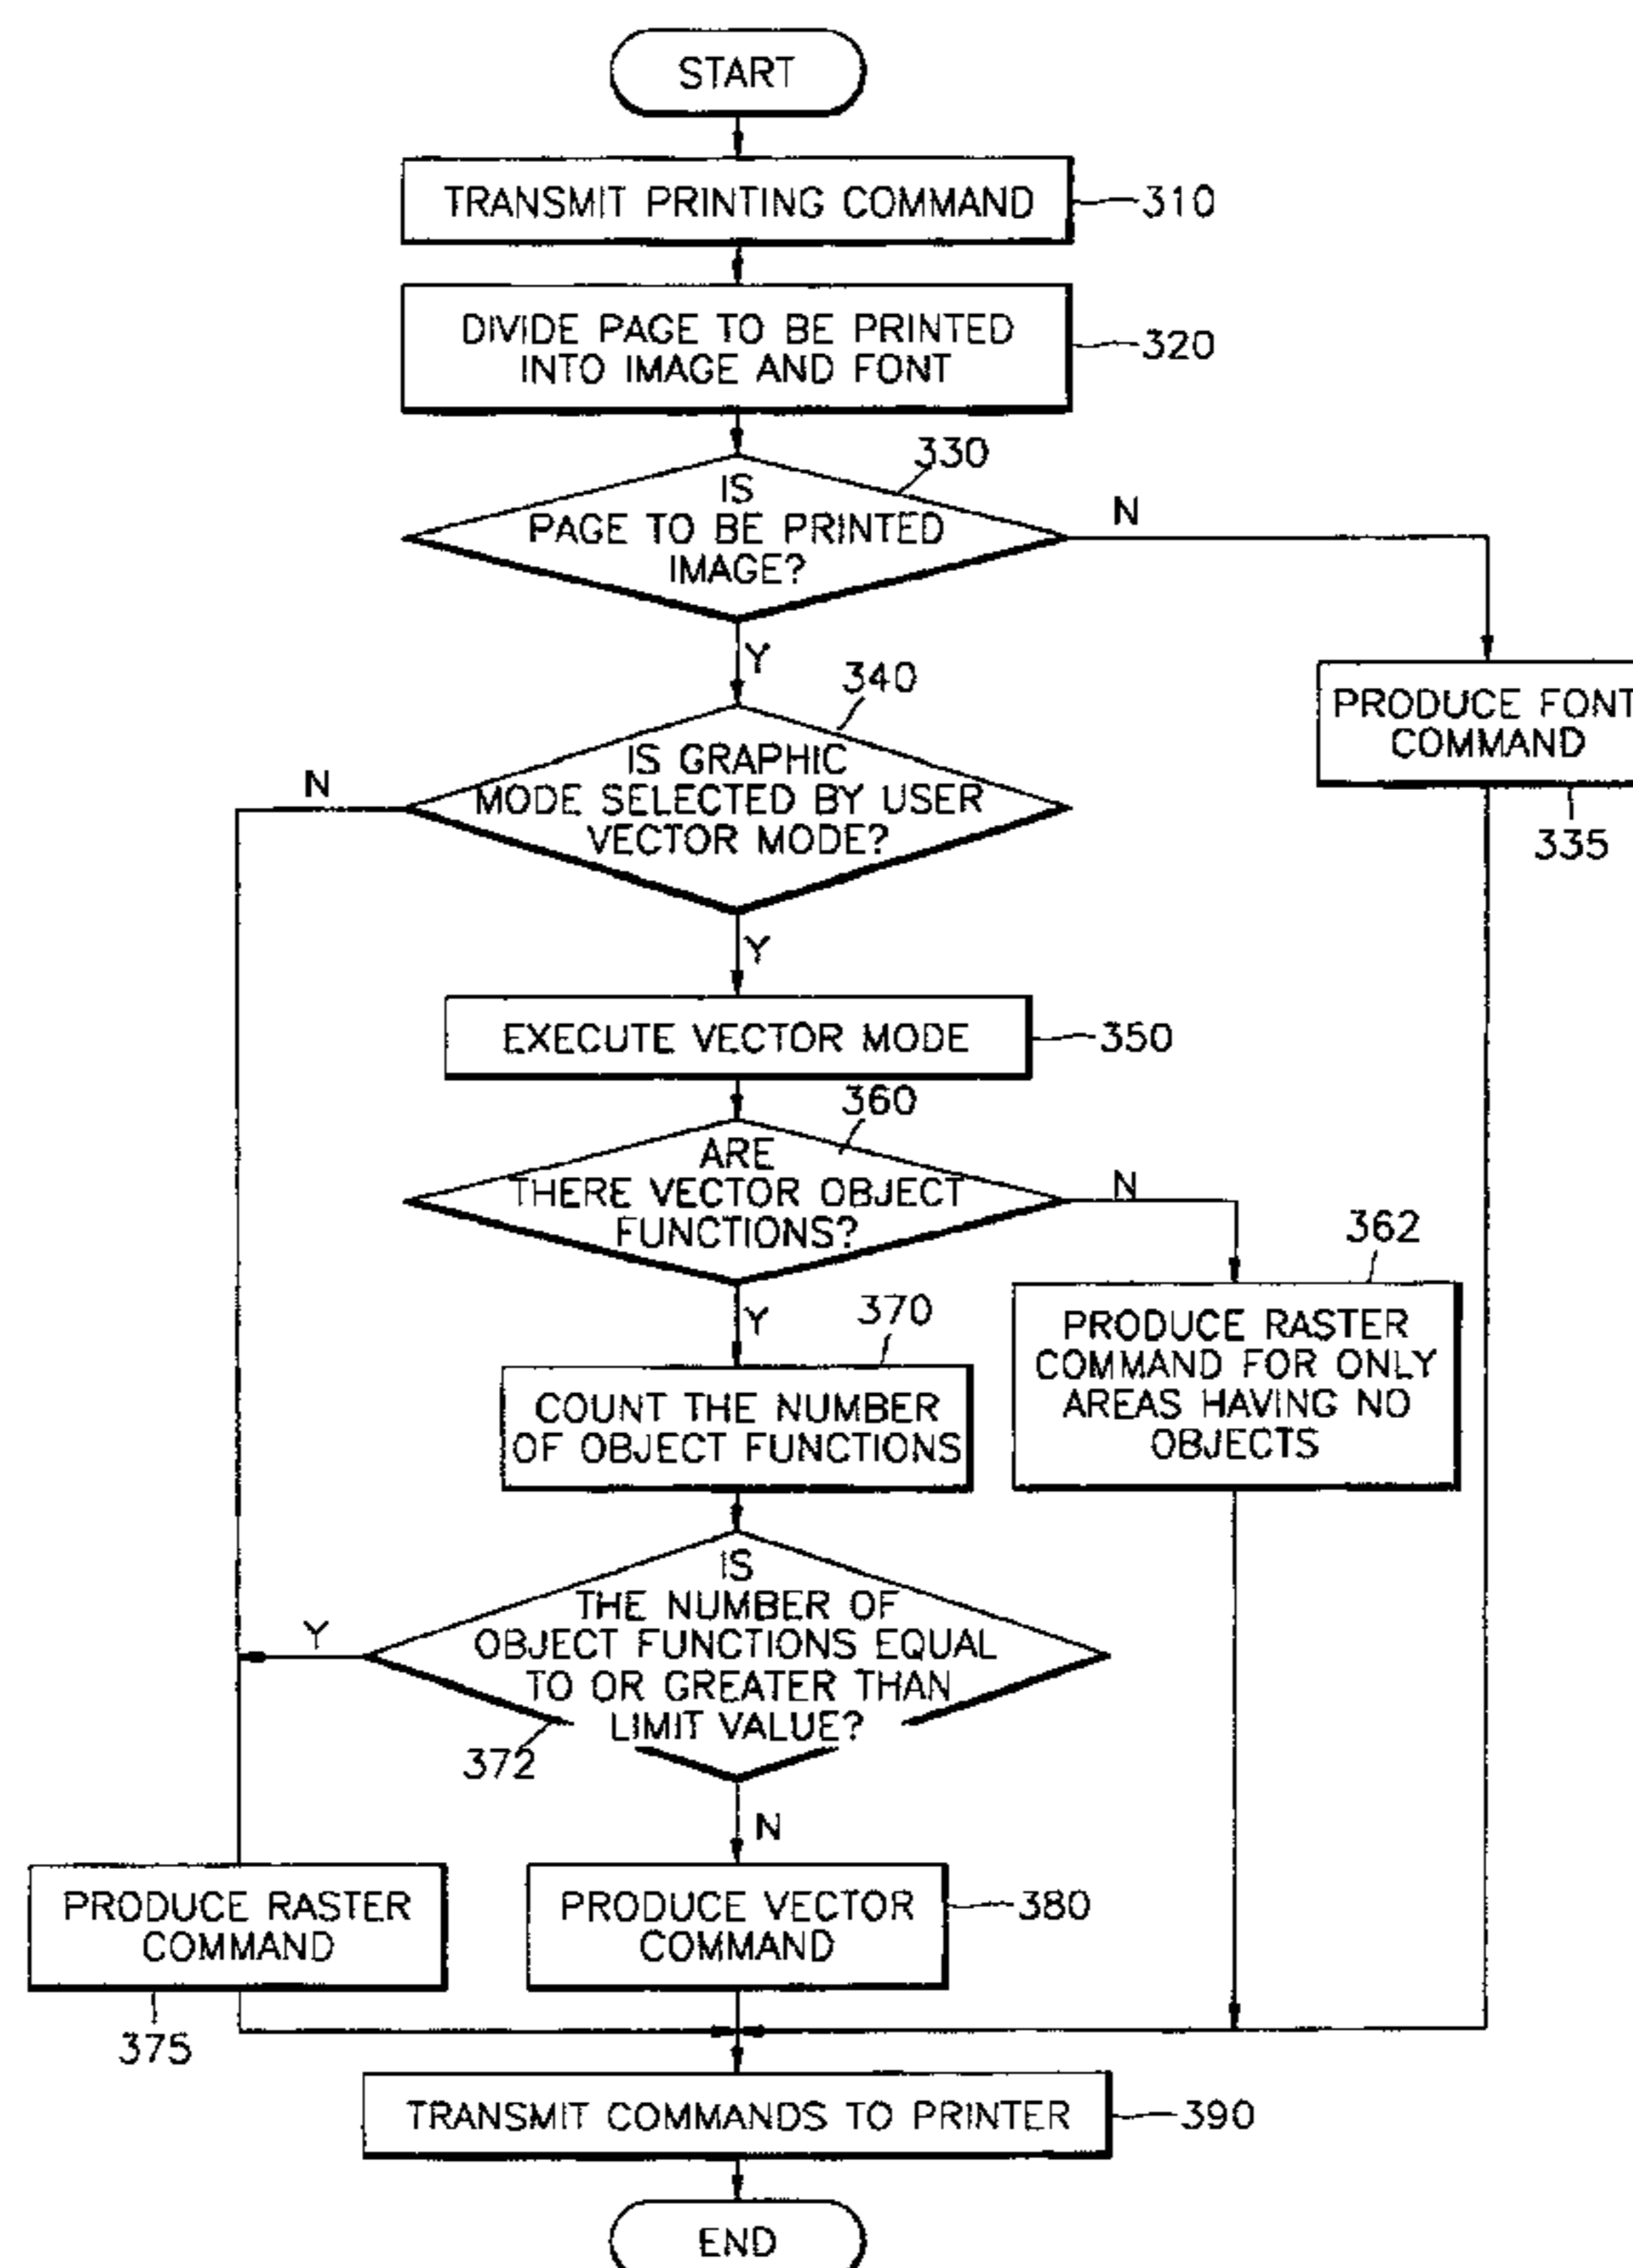 START
TRANSMIT PRINTING COMMAND
310
DIVIDE PAGE TO BE PRINTED
INTO IMAGE AND FONT
320
330
IS
PAGE TO BE PRINTED
IMAGE?
N
Y
340
PRODUCE FONT
COMMAND
335
IS GRAPHIC
MODE SELECTED BY USER
VECTOR MODE?
N
Y
EXECUTE VECTOR MODE
350
360
ARE
THERE VECTOR OBJECT
FUNCTIONS?
N
Y
362
PRODUCE RASTER
COMMAND FOR ONLY
AREAS HAVING NO
OBJECTS
370
COUNT THE NUMBER
OF OBJECT FUNCTIONS
IS
THE NUMBER OF
OBJECT FUNCTIONS EQUAL
TO OR GREATER THAN
LIMIT VALUE?
Y
372
N
PRODUCE RASTER
COMMAND
375
PRODUCE VECTOR
COMMAND
380
TRANSMIT COMMANDS TO PRINTER
390
END